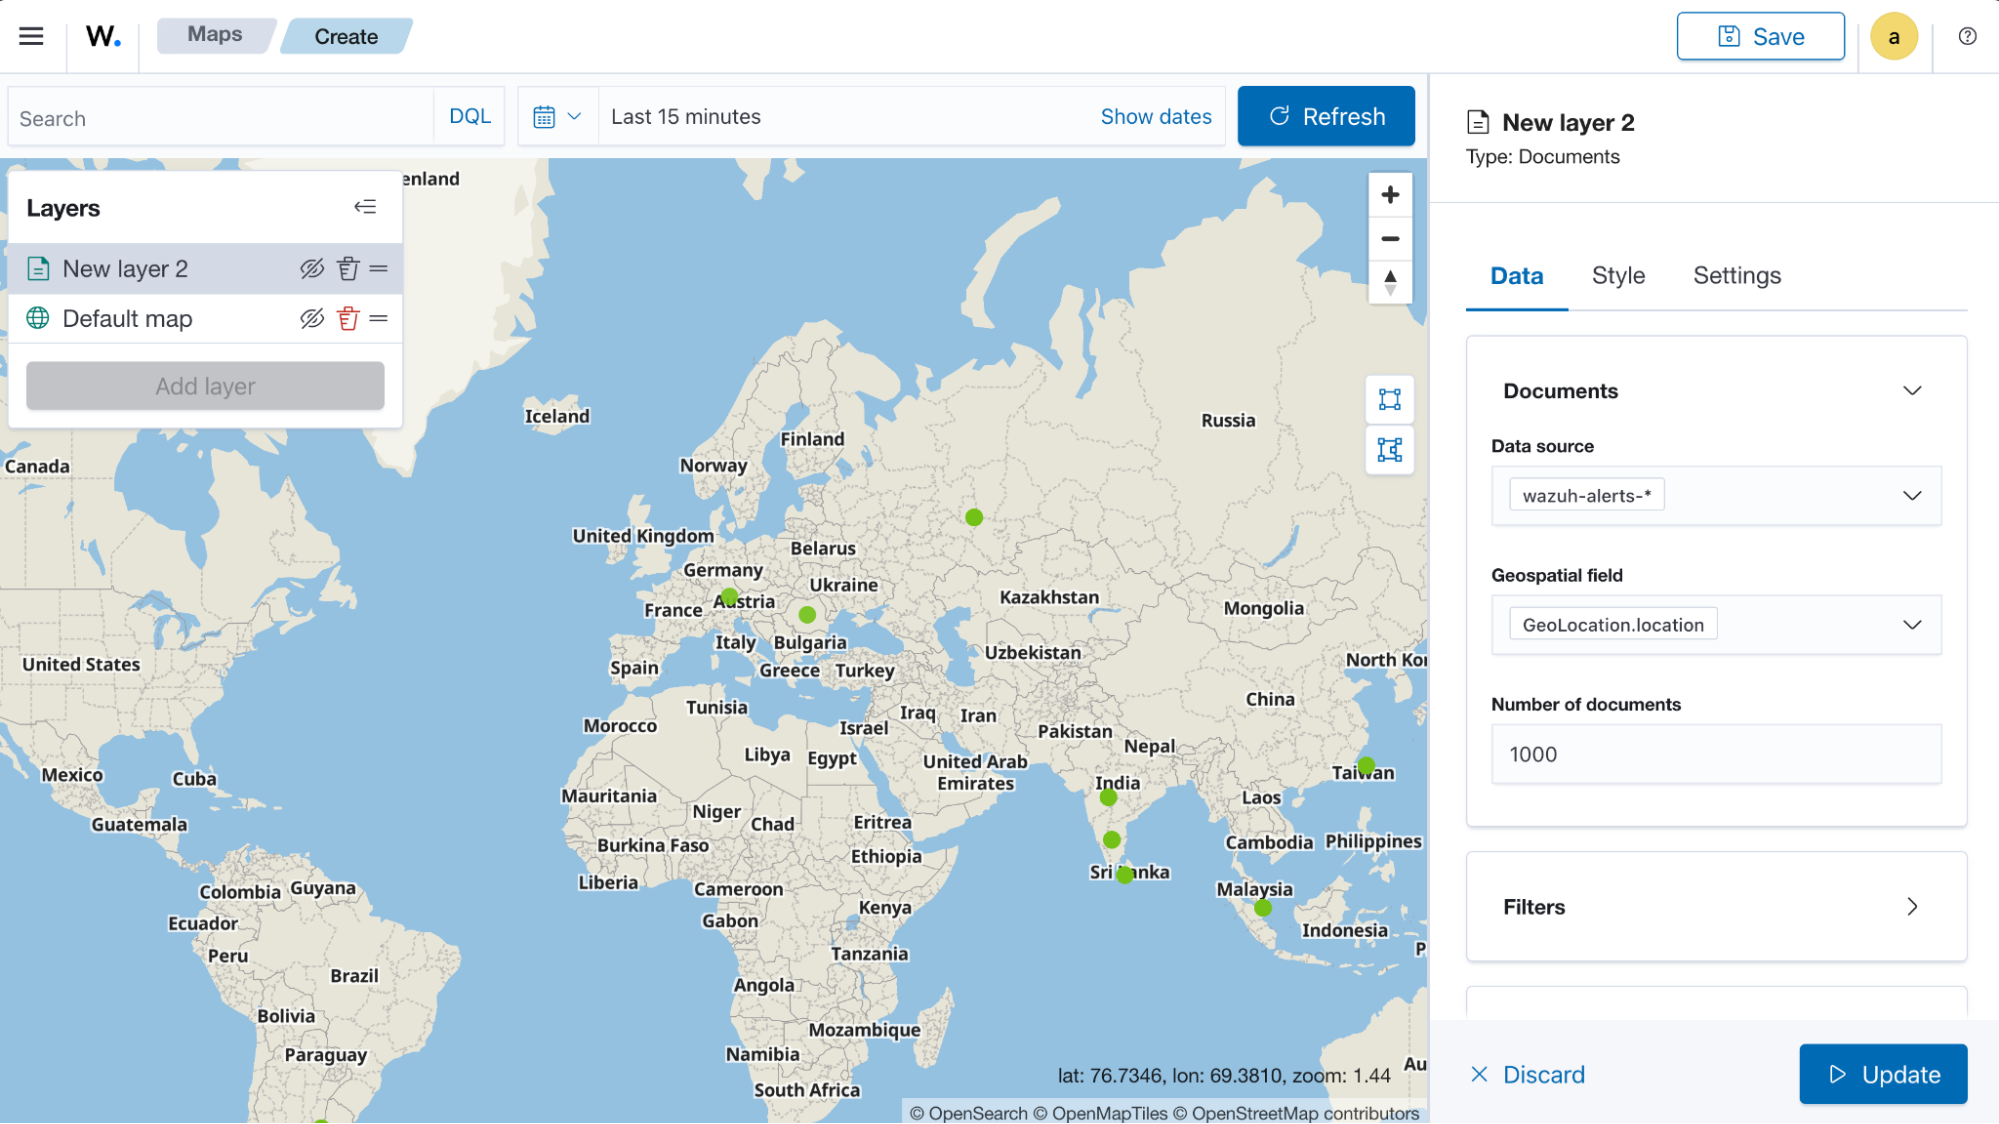 W.
Maps
Create
Save
a
Search
DQL
Last 15 minutes
Show dates
Refresh
Layers
New layer 2
Default map
Add layer
enland
Iceland
Finland
Norway
Russia
Canada
United Kingdom
Belarus
Germany
Ukraine
Austria
France
Kazakhstan
Mongolia
Italy
Bulgaria
Uzbekistan
Spain
Greece
Turkey
North Kor
United States
China
Tunisia
Iraq
Iran
Morocco
Israel
Pakistan
Nepal
Libya
Egypt
United Arab
Emirates
Taiwan
Mexico
Cuba
India
Mauritania
Niger
Laos
Guatemala
Chad
Eritrea
Burkina Faso
Cambodia
Philippines
Ethiopia
Sri Lanka
Liberia
Cameroon
Malaysia
Colombia
Guyana
Kenya
Gabon
Ecuador
Indonesia
P
Peru
Tanzania
Brazil
Angola
Bolivia
Mozambique
Paraguay
Namibia
Au
South Africa
lat: 76.7346, lon: 69.3810, zoom: 1.44
© OpenSearch © OpenMapTiles © OpenStreetMap contributors
New layer 2
Type: Documents
Data
Style
Settings
Documents
Data source
wazuh-alerts-*
Geospatial field
GeoLocation.location
Number of documents
1000
Filters
Discard
Update